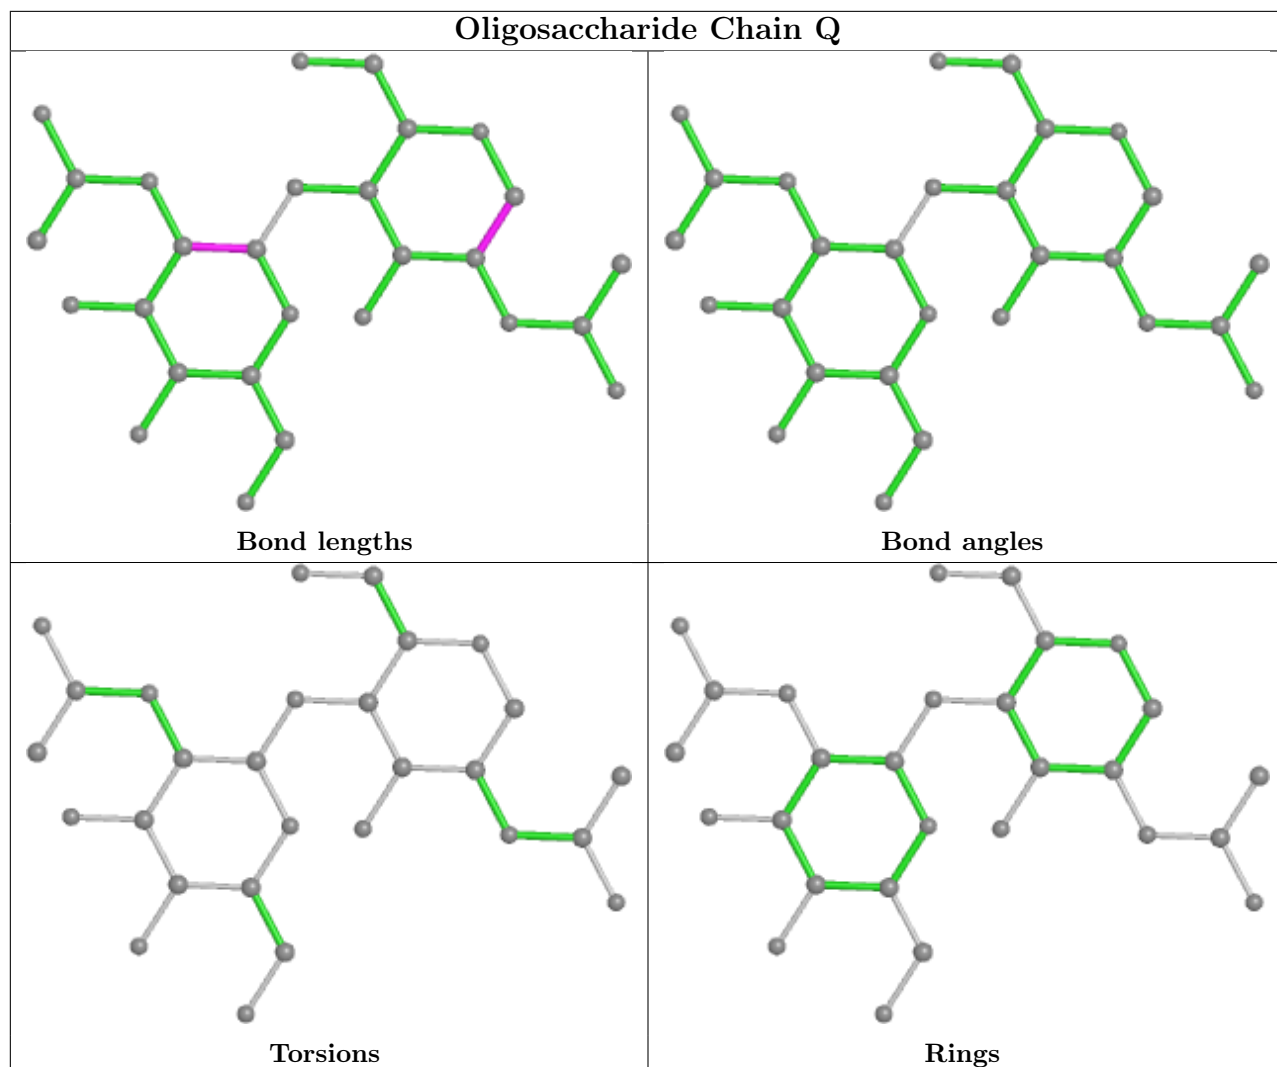 Oligosaccharide Chain Q
Bond lengths
Bond angles
Torsions
Rings